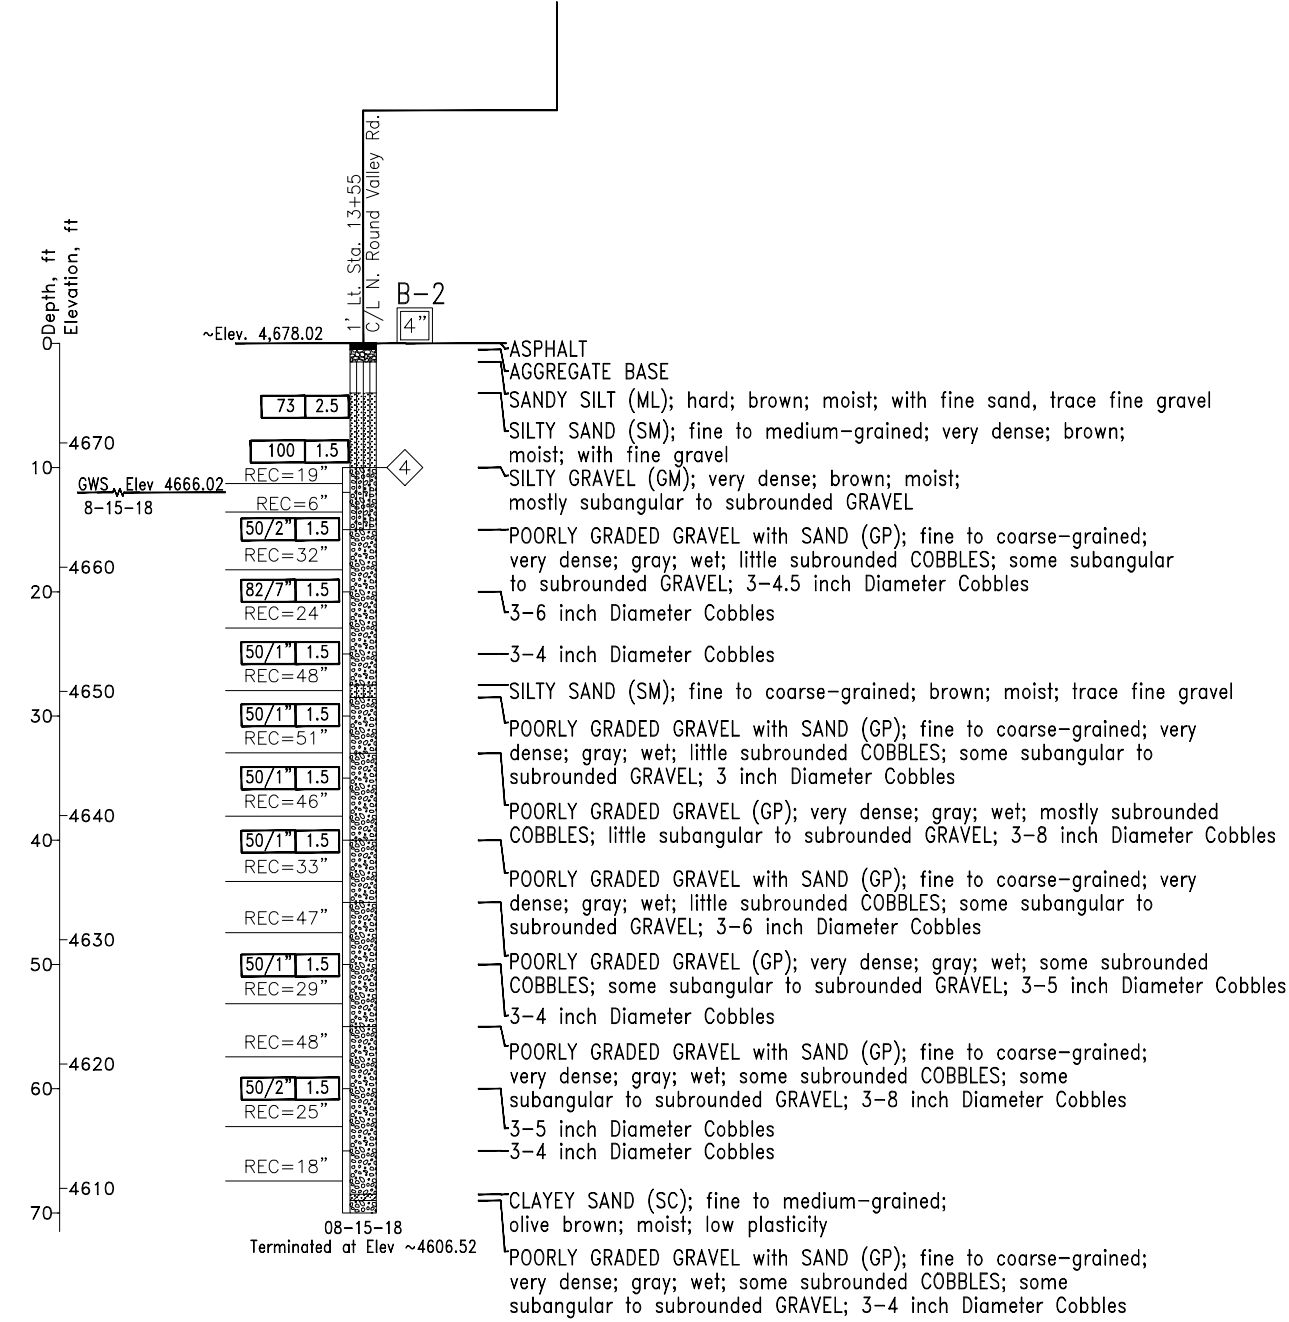 1' Lt. Sta. 13+55
C/L N. Round Valley Rd.
Depth, ft
Elevation, ft
B-2
4"
~Elev. 4,678.02
0
ASPHALT
AGGREGATE BASE
SANDY SILT (ML); hard; brown; moist; with fine sand, trace fine gravel
73 2.5
SILTY SAND (SM); fine to medium-grained; very dense; brown;
moist; with fine gravel
4670
100 1.5
10
REC=19"
4
SILTY GRAVEL (GM); very dense; brown; moist;
mostly subangular to subrounded GRAVEL
GWS Elev 4666.02
8-15-18
REC=6"
50/2" 1.5
POORLY GRADED GRAVEL with SAND (GP); fine to coarse-grained;
very dense; gray; wet; little subrounded COBBLES; some subangular
to subrounded GRAVEL; 3-4.5 inch Diameter Cobbles
REC=32"
4660
20
82/7" 1.5
REC=24"
3-6 inch Diameter Cobbles
50/1" 1.5
3-4 inch Diameter Cobbles
REC=48"
4650
SILTY SAND (SM); fine to coarse-grained; brown; moist; trace fine gravel
30
50/1" 1.5
REC=51"
POORLY GRADED GRAVEL with SAND (GP); fine to coarse-grained; very
dense; gray; wet; little subrounded COBBLES; some subangular to
subrounded GRAVEL; 3 inch Diameter Cobbles
50/1" 1.5
REC=46"
4640
POORLY GRADED GRAVEL (GP); very dense; gray; wet; mostly subrounded
COBBLES; little subangular to subrounded GRAVEL; 3-8 inch Diameter Cobbles
40
50/1" 1.5
REC=33"
POORLY GRADED GRAVEL with SAND (GP); fine to coarse-grained; very
dense; gray; wet; little subrounded COBBLES; some subangular to
subrounded GRAVEL; 3-6 inch Diameter Cobbles
REC=47"
4630
50
50/1" 1.5
REC=29"
POORLY GRADED GRAVEL (GP); very dense; gray; wet; some subrounded
COBBLES; some subangular to subrounded GRAVEL; 3-5 inch Diameter Cobbles
3-4 inch Diameter Cobbles
REC=48"
4620
POORLY GRADED GRAVEL with SAND (GP); fine to coarse-grained;
very dense; gray; wet; some subrounded COBBLES; some
subangular to subrounded GRAVEL; 3-8 inch Diameter Cobbles
60
50/2" 1.5
REC=25"
3-5 inch Diameter Cobbles
3-4 inch Diameter Cobbles
REC=18"
4610
70
CLAYEY SAND (SC); fine to medium-grained;
olive brown; moist; low plasticity
08-15-18
Terminated at Elev ~4606.52
POORLY GRADED GRAVEL with SAND (GP); fine to coarse-grained;
very dense; gray; wet; some subrounded COBBLES; some
subangular to subrounded GRAVEL; 3-4 inch Diameter Cobbles